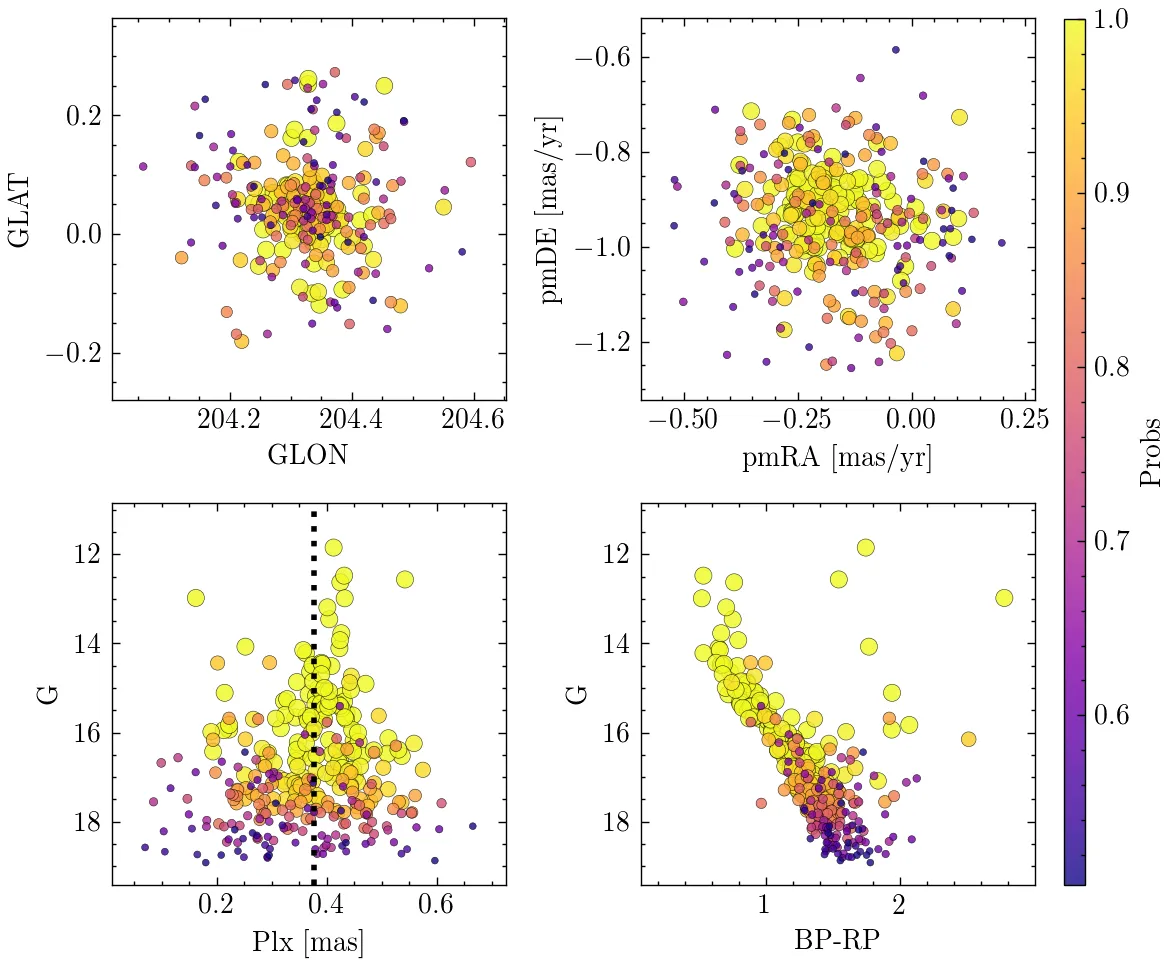 0.2
0.0
−0.2
GLAT
204.2 204.4 204.6
GLON
−0.6
−0.8
−1.0
−1.2
pmDE [mas/yr]
−0.50 −0.25 0.00 0.25
pmRA [mas/yr]
12
14
16
18
G
0.2 0.4 0.6
Plx [mas]
12
14
16
18
G
1 2
BP-RP
1.0
0.9
0.8
0.7
0.6
Probs